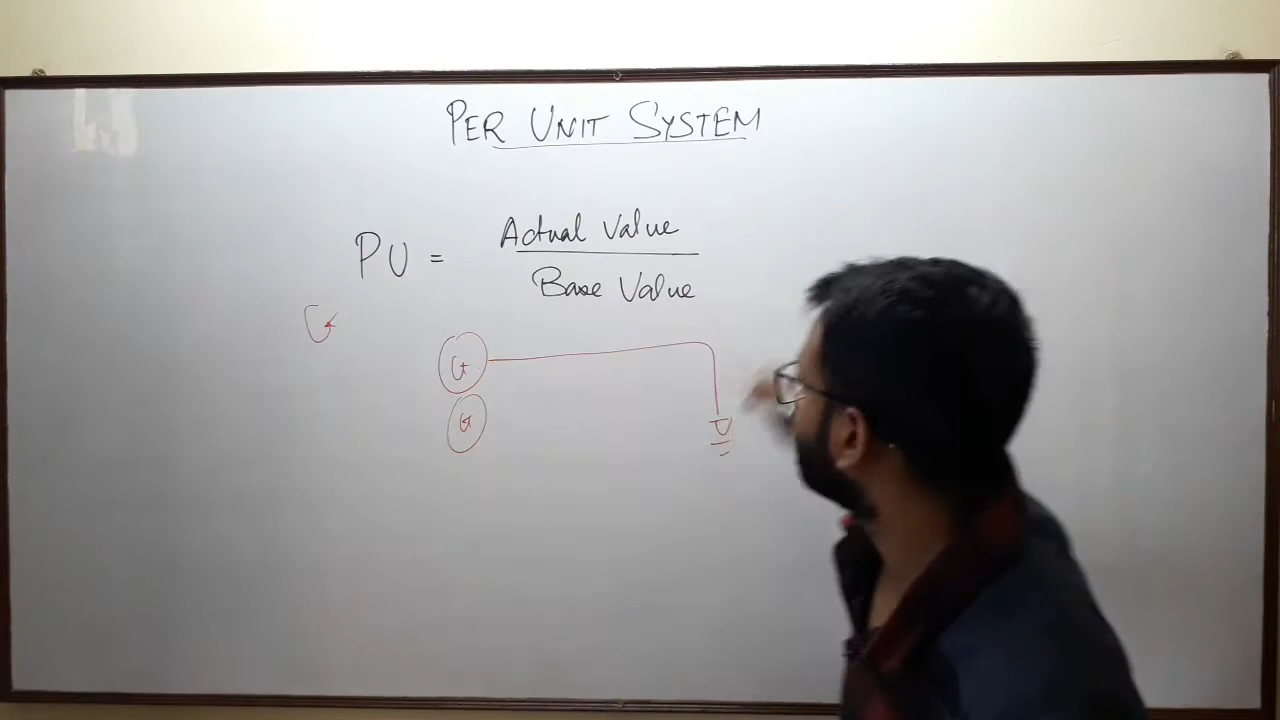 PER UNIT SYSTEM
PU = Actual Value
Base Value
G
G
G